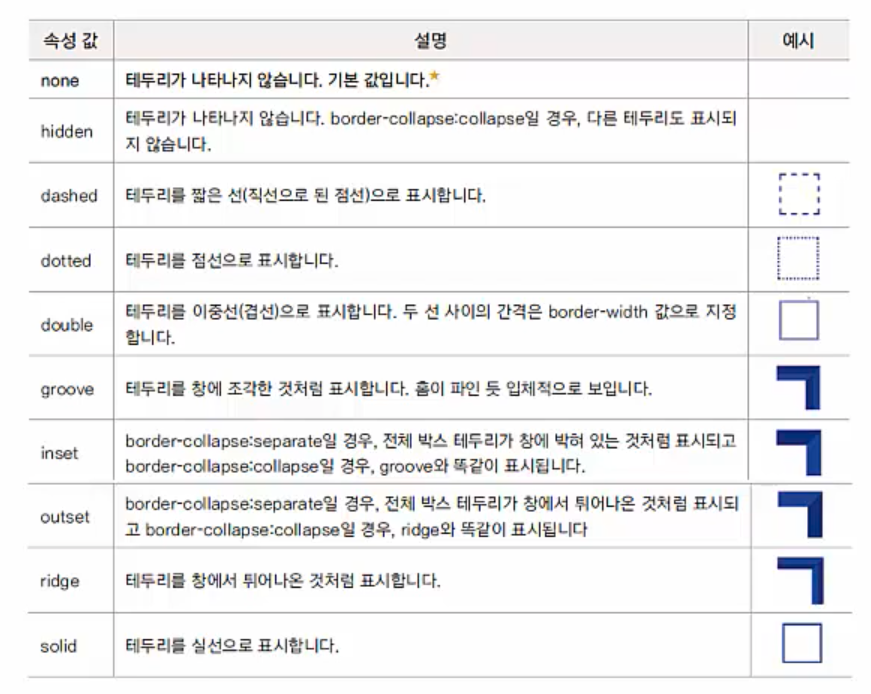 속성 값 설명 예시
none 테두리가 나타나지 않습니다. 기본 값입니다.★
hidden 테두리가 나타나지 않습니다. border-collapse:collapse일 경우, 다른 테두리도 표시되
지 않습니다.
dashed 테두리를 짧은 선(직선으로 된 점선)으로 표시합니다.
dotted 테두리를 점선으로 표시합니다.
double 테두리를 이중선(겹선)으로 표시합니다. 두 선 사이의 간격은 border-width 값으로 지정
합니다.
groove 테두리를 창에 조각한 것처럼 표시합니다. 홈이 파인 듯 입체적으로 보입니다.
inset border-collapse:separate일 경우, 전체 박스 테두리가 창에 박혀 있는 것처럼 표시되고
border-collapse:collapse일 경우, groove와 똑같이 표시됩니다.
outset border-collapse:separate일 경우, 전체 박스 테두리가 창에서 튀어나온 것처럼 표시되
고 border-collapse:collapse일 경우, ridge와 똑같이 표시됩니다
ridge 테두리를 창에서 튀어나온 것처럼 표시합니다.
solid 테두리를 실선으로 표시합니다.